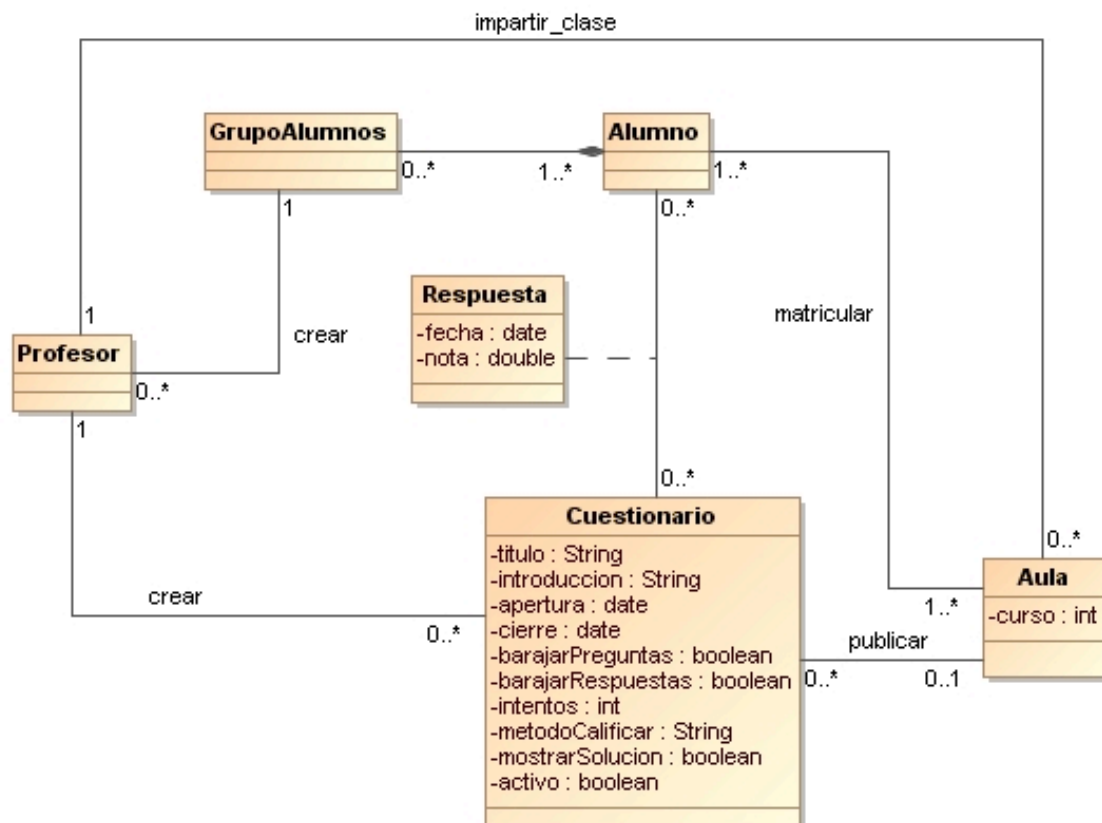 impartir_clase
GrupoAlumnos
Alumno
0..*
1..*
1..*
1
0..*
Respuesta
-fecha : date
-nota : double
matricular
1
crear
Profesor
0..*
1
0..*
Cuestionario
-titulo : String
-introduccion : String
-apertura : date
-cierre : date
-barajarPreguntas : boolean
-barajarRespuestas : boolean
-intentos : int
-metodoCalificar : String
-mostrarSolucion : boolean
-activo : boolean
crear
0..*
0..*
Aula
-curso : int
1..*
publicar
0..*
0..1